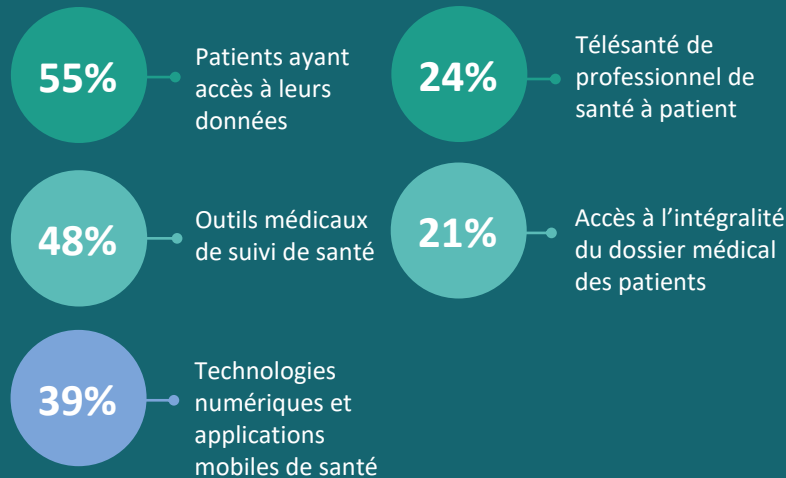 55%
Patients ayant
accès à leurs
données
24%
Télésanté de
professionnel de
santé à patient
48%
Outils médicaux
de suivi de santé
21%
Accès à l’intégralité
du dossier médical
des patients
39%
Technologies
numériques et
applications
mobiles de santé